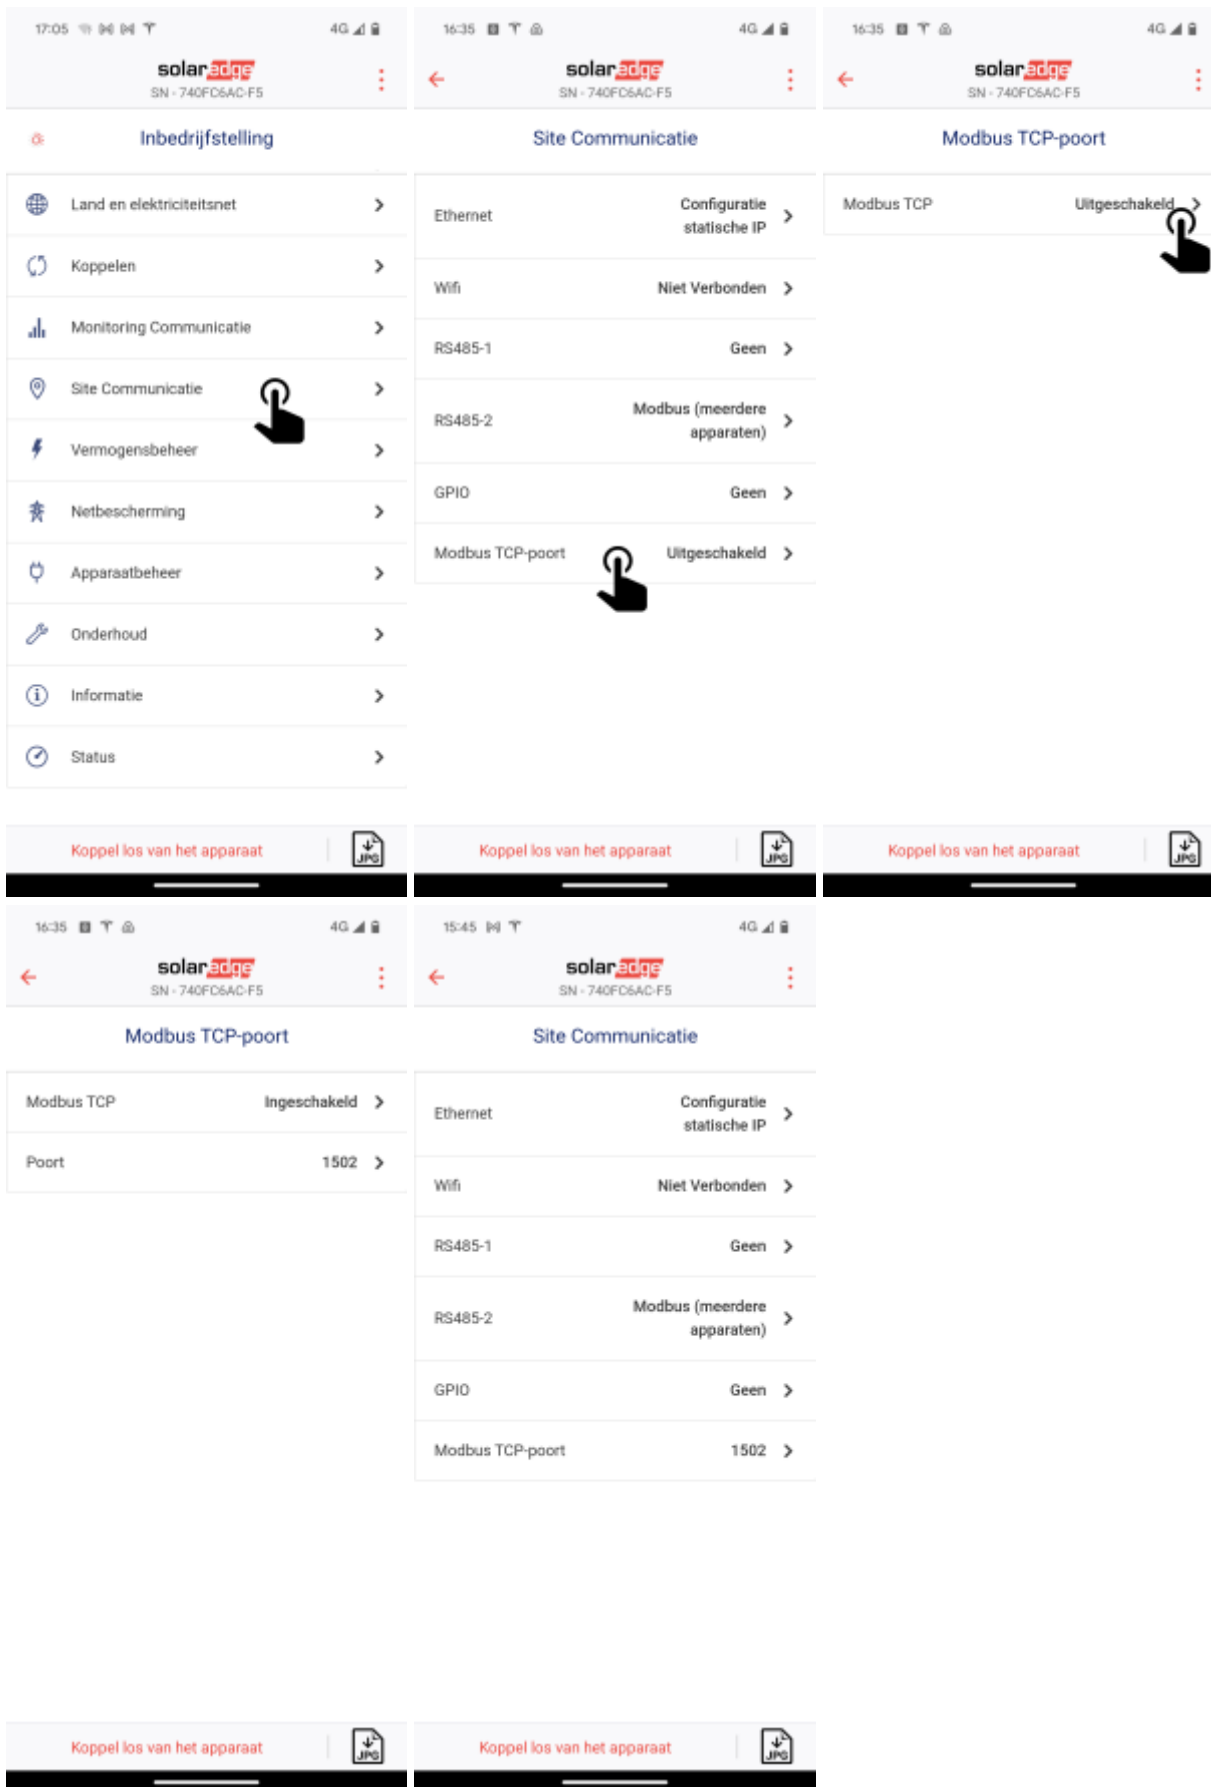 17:05
4G
solaredge
SN - 740FC6AC-F5
Inbedrijfstelling
Land en elektriciteitsnet
Koppelen
Monitoring Communicatie
Site Communicatie
Vermogensbeheer
Netbescherming
Apparaatbeheer
Onderhoud
Informatie
Status
Koppel los van het apparaat
JPG
16:35
4G
solaredge
SN - 740FC6AC-F5
Site Communicatie
Ethernet
Configuratie
statische IP
Wifi
Niet Verbonden
RS485-1
Geen
RS485-2
Modbus (meerdere
apparaten)
GPIO
Geen
Modbus TCP-poort
Uitgeschakeld
Koppel los van het apparaat
JPG
16:35
4G
solaredge
SN - 740FC6AC-F5
Modbus TCP-poort
Modbus TCP
Uitgeschakeld
Koppel los van het apparaat
JPG
16:35
4G
solaredge
SN - 740FC6AC-F5
Modbus TCP-poort
Modbus TCP
Ingeschakeld
Poort
1502
Koppel los van het apparaat
JPG
15:45
4G
solaredge
SN - 740FC6AC-F5
Site Communicatie
Ethernet
Configuratie
statische IP
Wifi
Niet Verbonden
RS485-1
Geen
RS485-2
Modbus (meerdere
apparaten)
GPIO
Geen
Modbus TCP-poort
1502
Koppel los van het apparaat
JPG